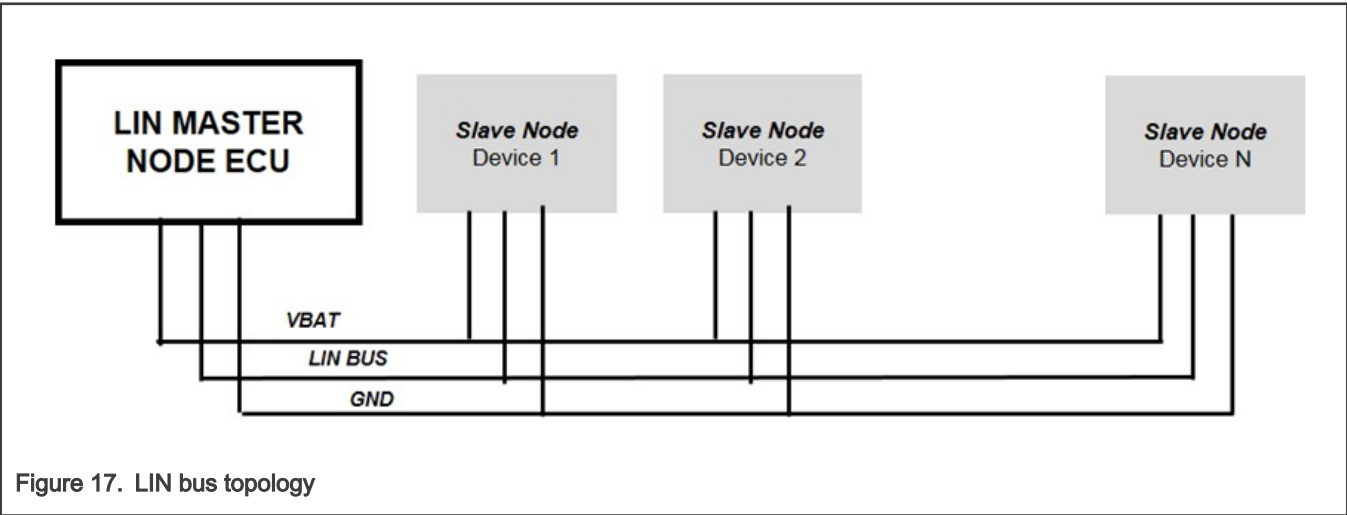 LIN MASTER
NODE ECU
Slave Node
Device 1
Slave Node
Device 2
Slave Node
Device N
VBAT
LIN BUS
GND
Figure 17. LIN bus topology